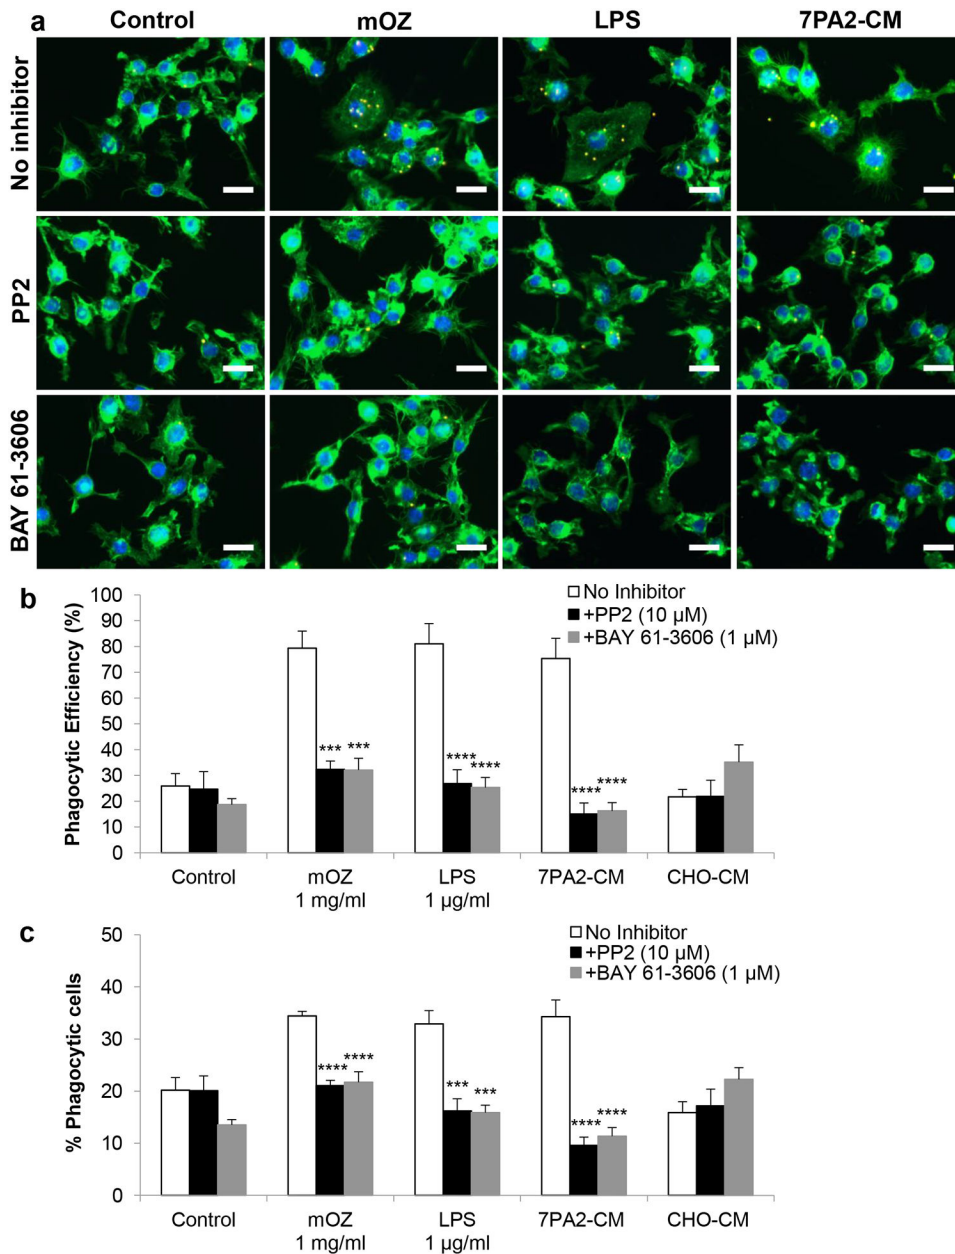 a
Control
mOZ
LPS
7PA2-CM
No inhibitor
PP2
BAY 61-3606
b
No Inhibitor
+PP2 (10 µM)
+BAY 61-3606 (1 µM)
Phagocytic Efficiency (%)
100
90
80
70
60
50
40
30
20
10
0
***
***
****
****
****
****
Control
mOZ
1 mg/ml
LPS
1 µg/ml
7PA2-CM
CHO-CM
c
No Inhibitor
+PP2 (10 µM)
+BAY 61-3606 (1 µM)
% Phagocytic cells
50
40
30
20
10
0
****
****
***
***
****
****
Control
mOZ
1 mg/ml
LPS
1 µg/ml
7PA2-CM
CHO-CM